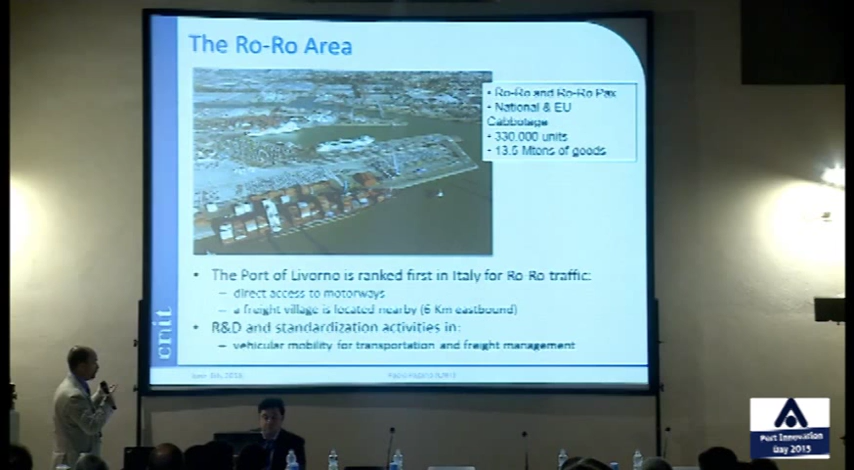 The Ro-Ro Area
• Ro-Ro and Ro-Ro Pax
• National & EU
Cabbotage
• 330.000 units
• 13.5 Mtons of goods
• The Port of Livorno is ranked first in Italy for Ro-Ro traffic:
– direct access to motorways
– a freight village is located nearby (6 Km eastbound)
• R&D and standardization activities in:
– vehicular mobility for transportation and freight management
cnit
Port Innovation
Day 2015